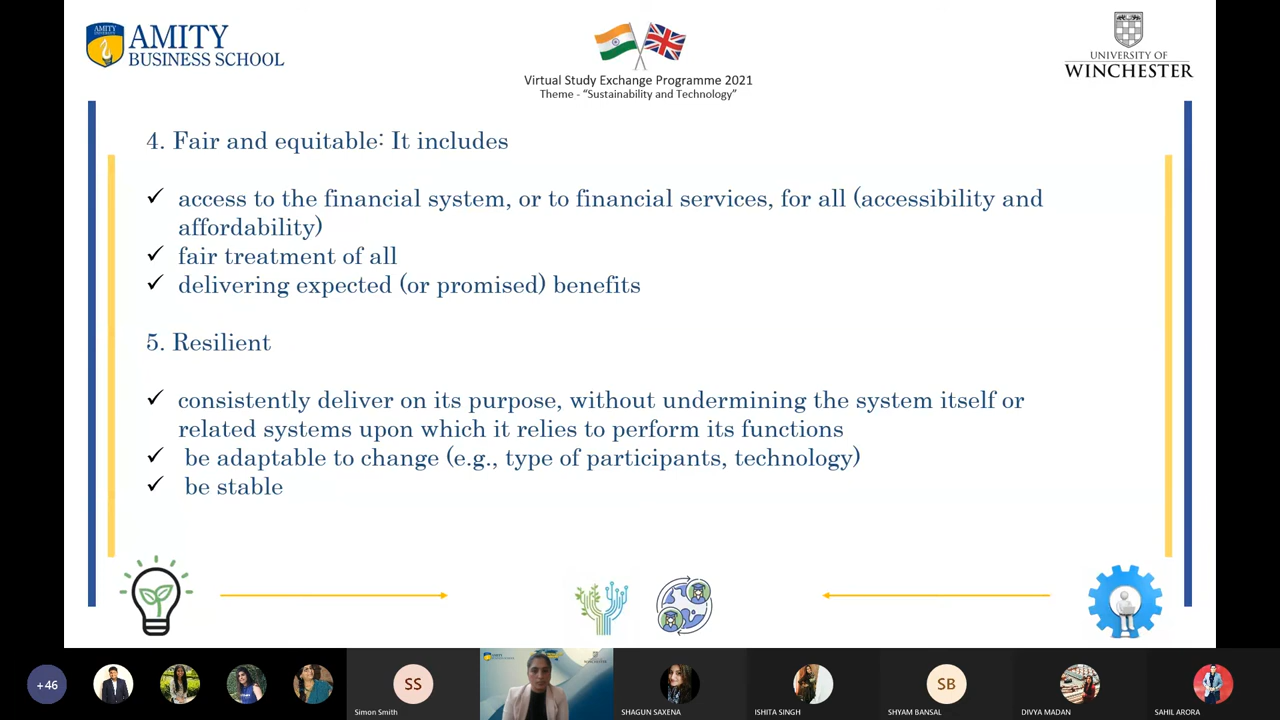 AMITY
BUSINESS SCHOOL
Virtual Study Exchange Programme 2021
Theme - “Sustainability and Technology”
UNIVERSITY OF
WINCHESTER
4. Fair and equitable: It includes
✓ access to the financial system, or to financial services, for all (accessibility and
affordability)
✓ fair treatment of all
✓ delivering expected (or promised) benefits
5. Resilient
✓ consistently deliver on its purpose, without undermining the system itself or
related systems upon which it relies to perform its functions
✓ be adaptable to change (e.g., type of participants, technology)
✓ be stable
+46
SS
Simon Smith
SHAGUN SAXENA
ISHITA SINGH
SB
SHYAM BANSAL
DIVYA MADAN
SAHIL ARORA